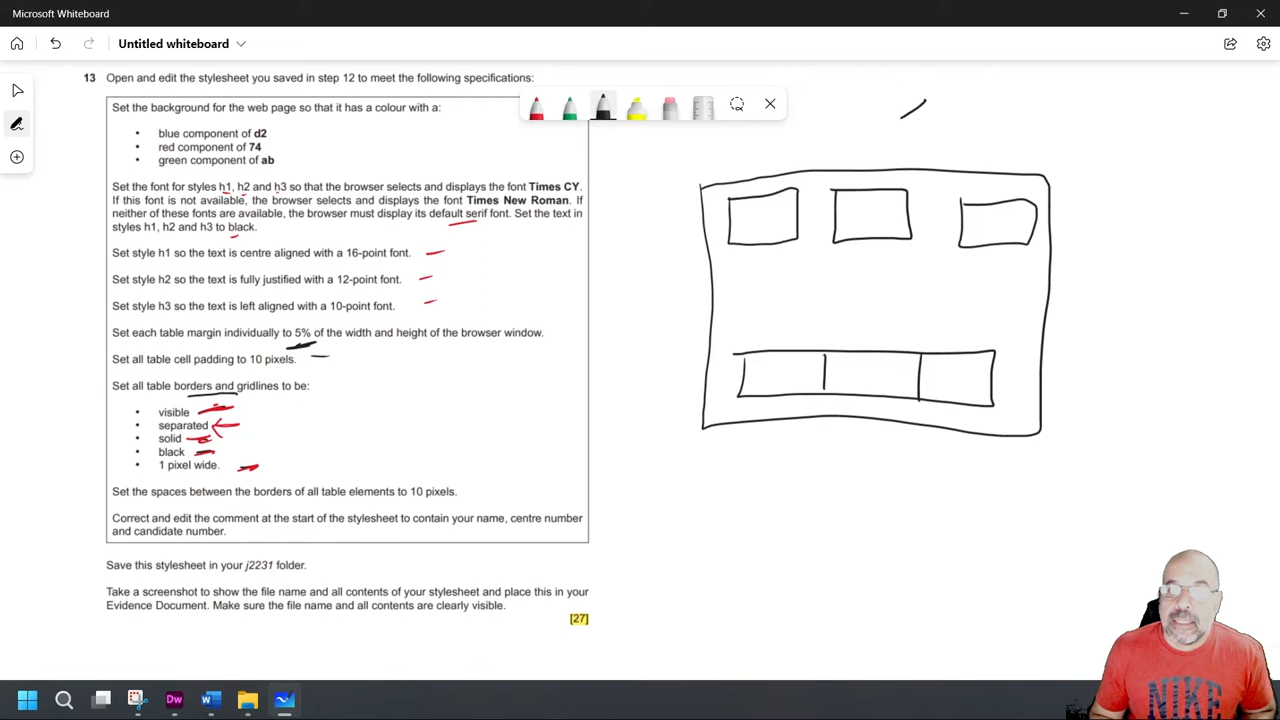 Microsoft Whiteboard
Untitled whiteboard
13 Open and edit the stylesheet you saved in step 12 to meet the following specifications:
Set the background for the web page so that it has a colour with a:
• blue component of d2
• red component of 74
• green component of ab
Set the font for styles h1, h2 and h3 so that the browser selects and displays the font Times CY.
If this font is not available, the browser selects and displays the font Times New Roman. If
neither of these fonts are available, the browser must display its default serif font. Set the text in
styles h1, h2 and h3 to black.
Set style h1 so the text is centre aligned with a 16-point font.
Set style h2 so the text is fully justified with a 12-point font.
Set style h3 so the text is left aligned with a 10-point font.
Set each table margin individually to 5% of the width and height of the browser window.
Set all table cell padding to 10 pixels.
Set all table borders and gridlines to be:
• visible
• separated
• solid
• black
• 1 pixel wide.
Set the spaces between the borders of all table elements to 10 pixels.
Correct and edit the comment at the start of the stylesheet to contain your name, centre number
and candidate number.
Save this stylesheet in your j2231 folder.
Take a screenshot to show the file name and all contents of your stylesheet and place this in your
Evidence Document. Make sure the file name and all contents are clearly visible.
[27]
NIKE
Dw
W